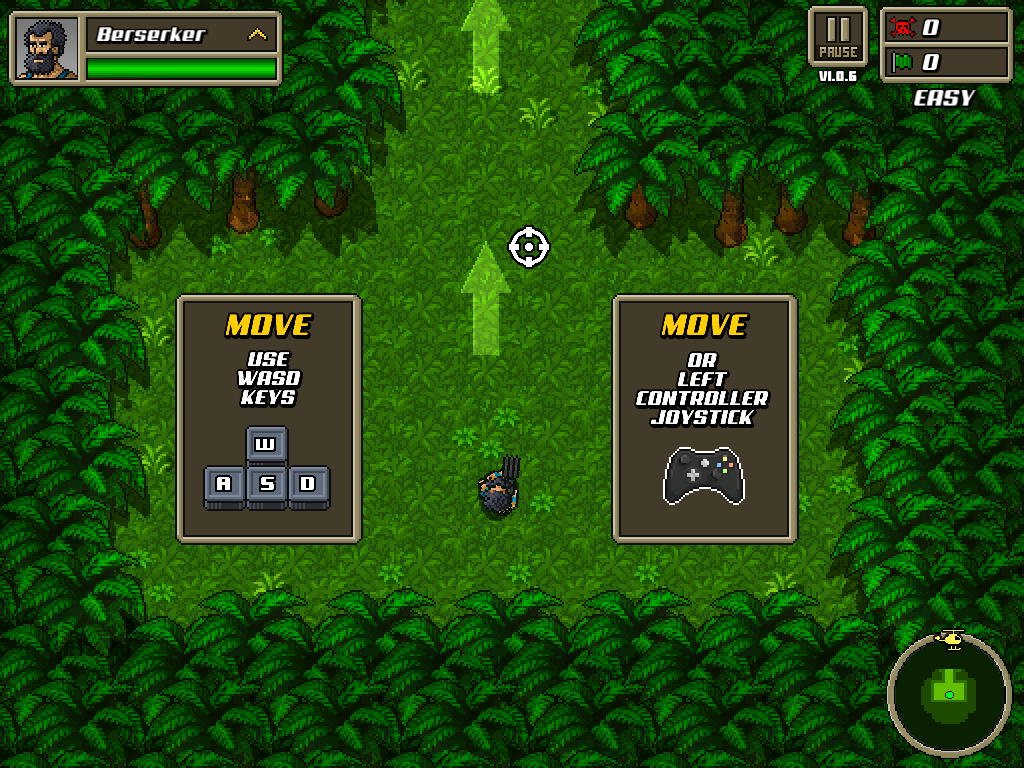 Berserker
PAUSE
V1.0.6
0
0
EASY
MOVE
USE
WASD
KEYS
W
A S D
MOVE
OR
LEFT
CONTROLLER
JOYSTICK